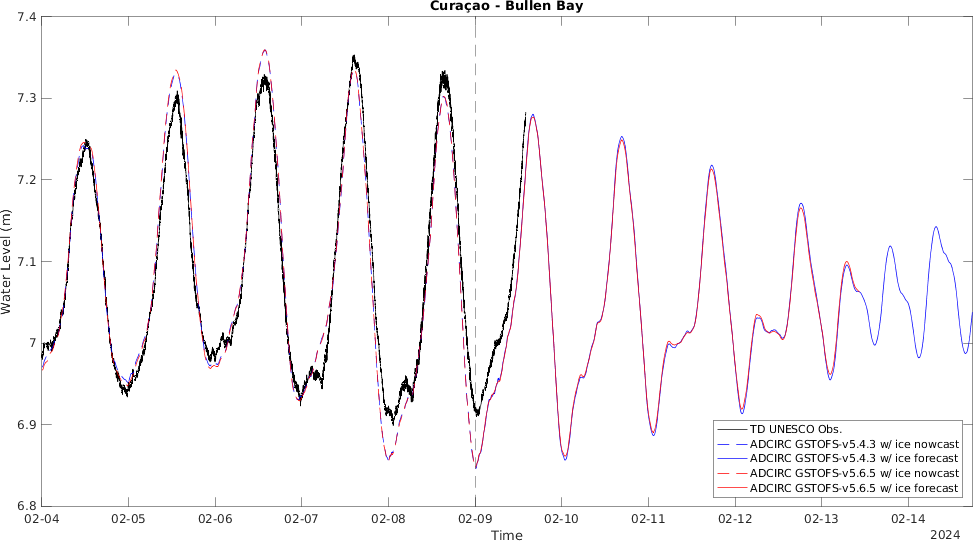 Curaçao - Bullen Bay
7.4
7.3
7.2
7.1
7
6.9
6.8
Water Level (m)
TD UNESCO Obs.
ADCIRC GSTOFS-v5.4.3 w/ ice nowcast
ADCIRC GSTOFS-v5.4.3 w/ ice forecast
ADCIRC GSTOFS-v5.6.5 w/ ice nowcast
ADCIRC GSTOFS-v5.6.5 w/ ice forecast
02-04 02-05 02-06 02-07 02-08 02-09 02-10 02-11 02-12 02-13 02-14
Time
2024